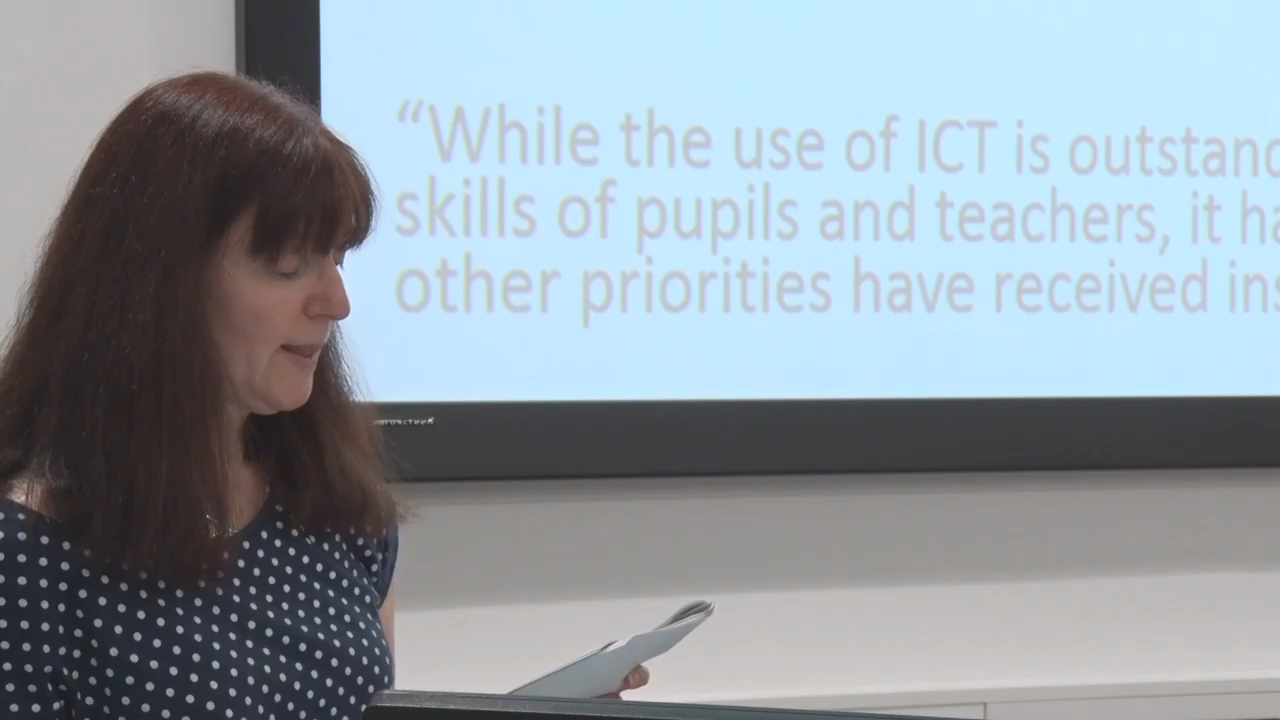 “While the use of ICT is outstand
skills of pupils and teachers, it ha
other priorities have received ins